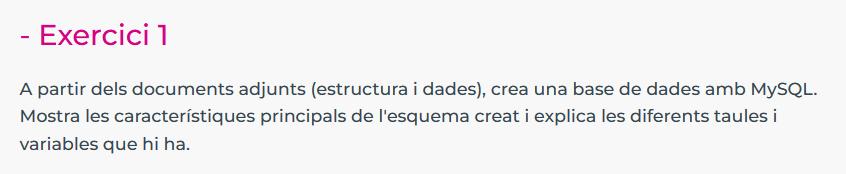 - Exercici 1
A partir dels documents adjunts (estructura i dades), crea una base de dades amb MySQL.
Mostra les característiques principals de l'esquema creat i explica les diferents taules i
variables que hi ha.